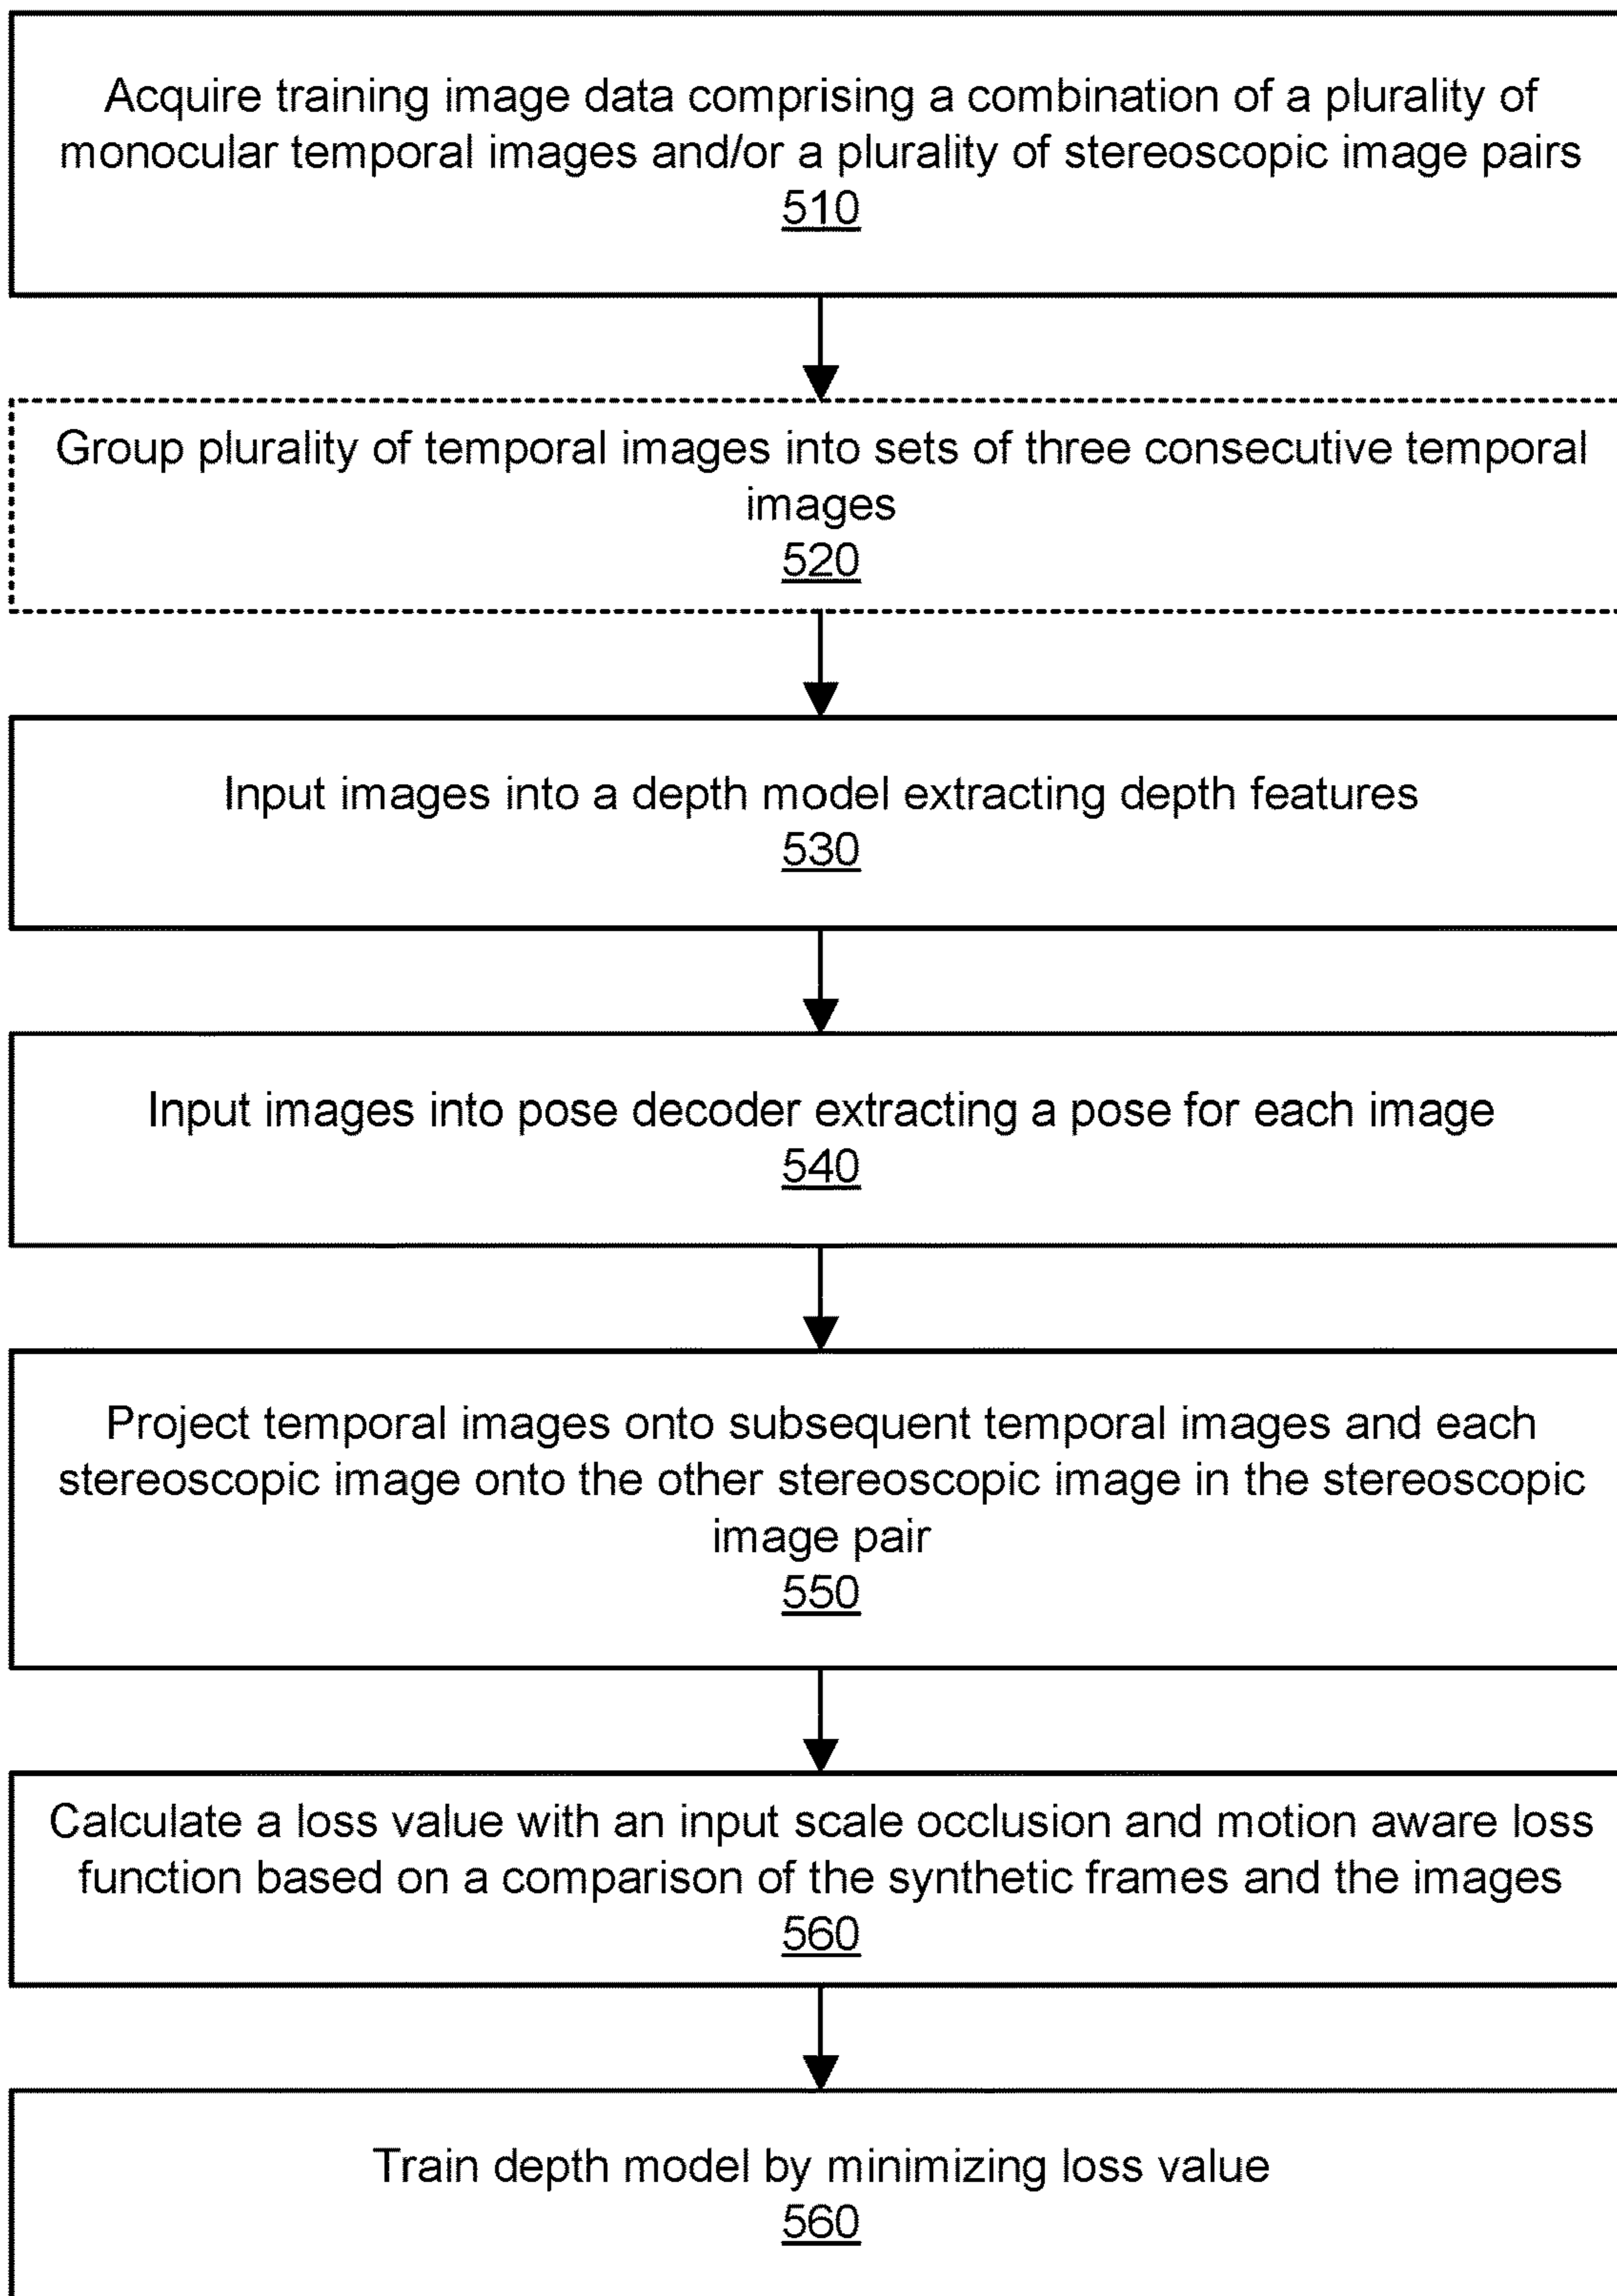 Acquire training image data comprising a combination of a plurality of
monocular temporal images and/or a plurality of stereoscopic image pairs
510
Group plurality of temporal images into sets of three consecutive temporal
images
520
Input images into a depth model extracting depth features
530
Input images into pose decoder extracting a pose for each image
540
Project temporal images onto subsequent temporal images and each
stereoscopic image onto the other stereoscopic image in the stereoscopic
image pair
550
Calculate a loss value with an input scale occlusion and motion aware loss
function based on a comparison of the synthetic frames and the images
560
Train depth model by minimizing loss value
560